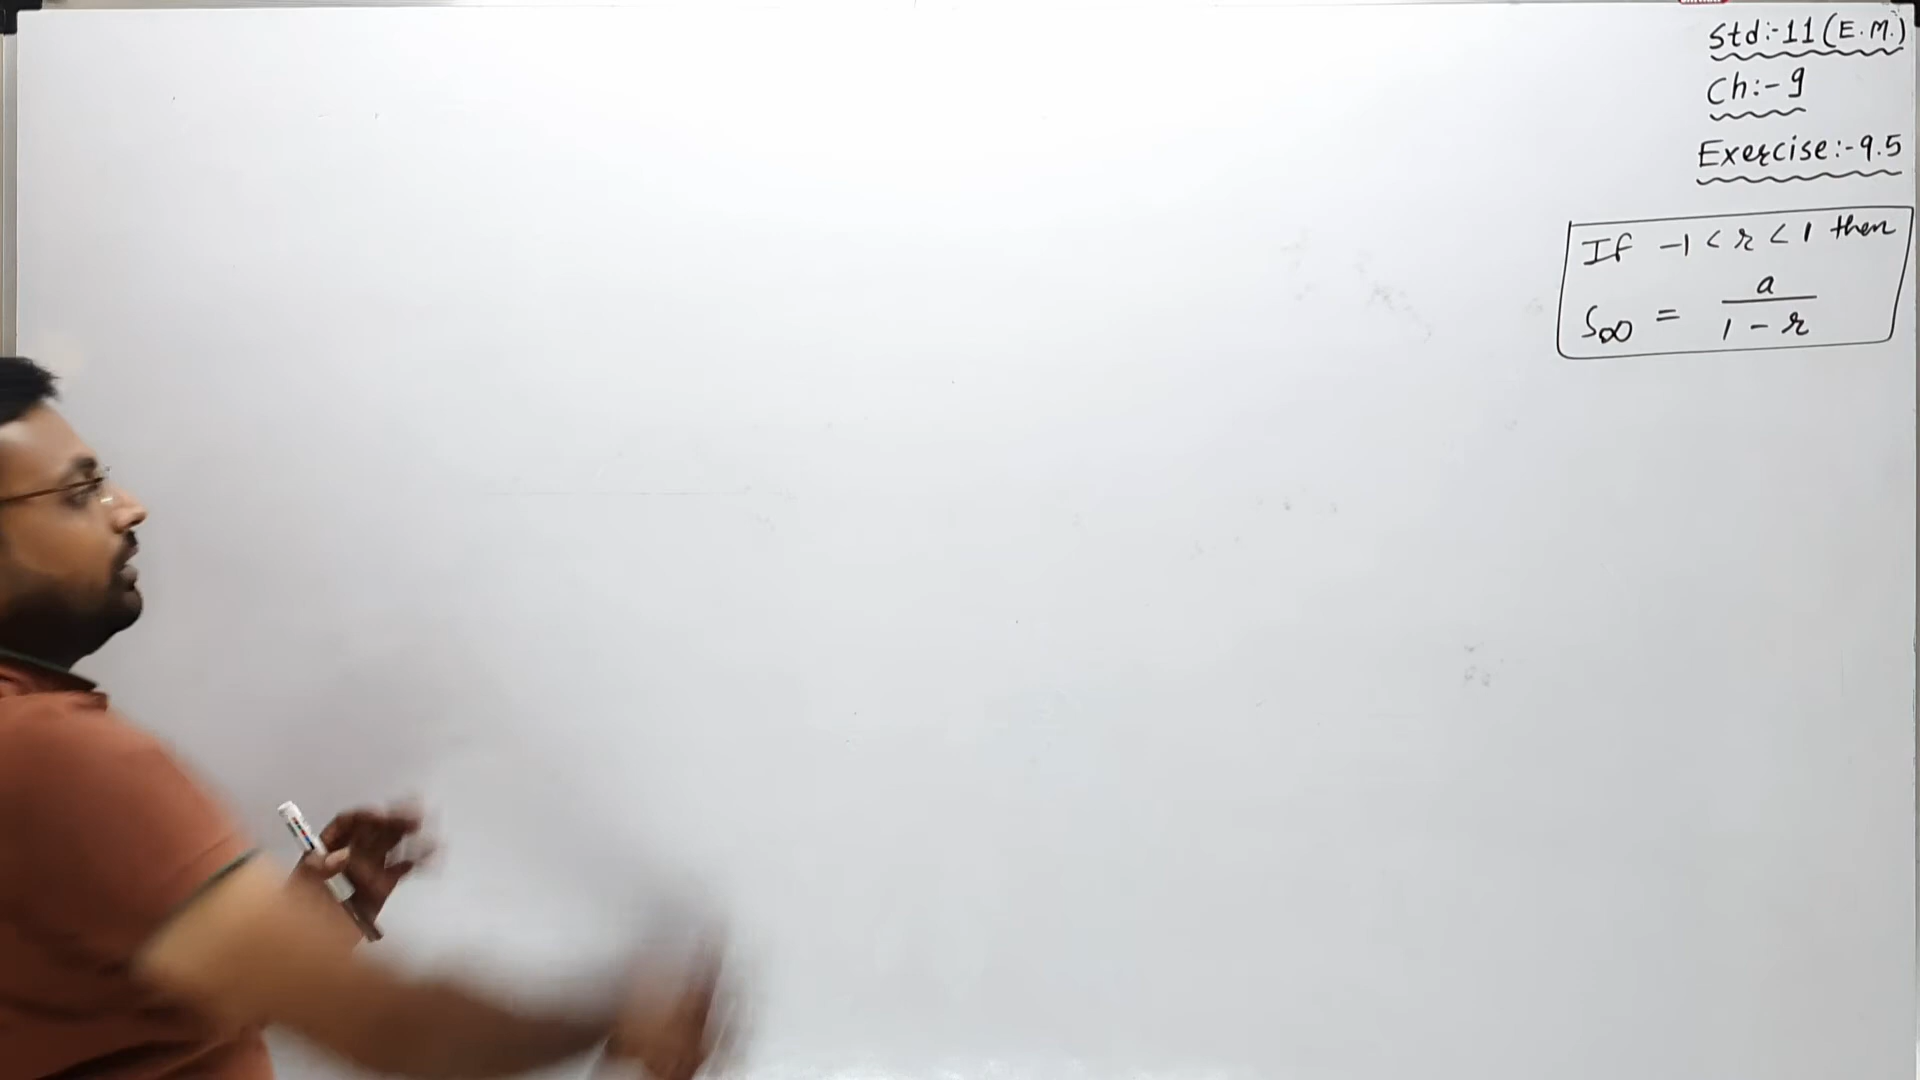 Std:-11 (E.M.)
Ch:- 9
Exercise:-9.5
If -1 < r < 1 then
S∞ = a / 1 - r